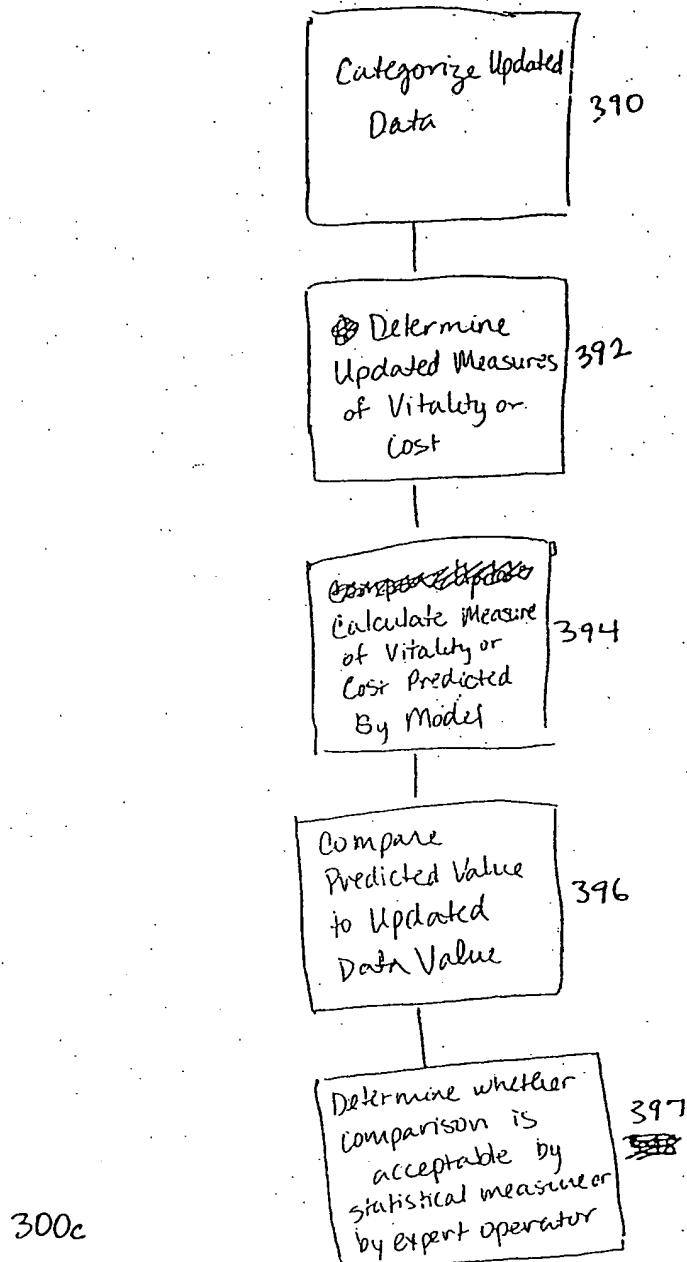 Categorize Updated
Data
390
Determine
Updated Measures
of Vitality or
Cost
392
Calculate Measure
of Vitality or
Cost Predicted
By Model
394
Compare
Predicted Value
to Updated
Data Value
396
Determine whether
comparison is
acceptable by
statistical measure or
by expert operator
397
300c